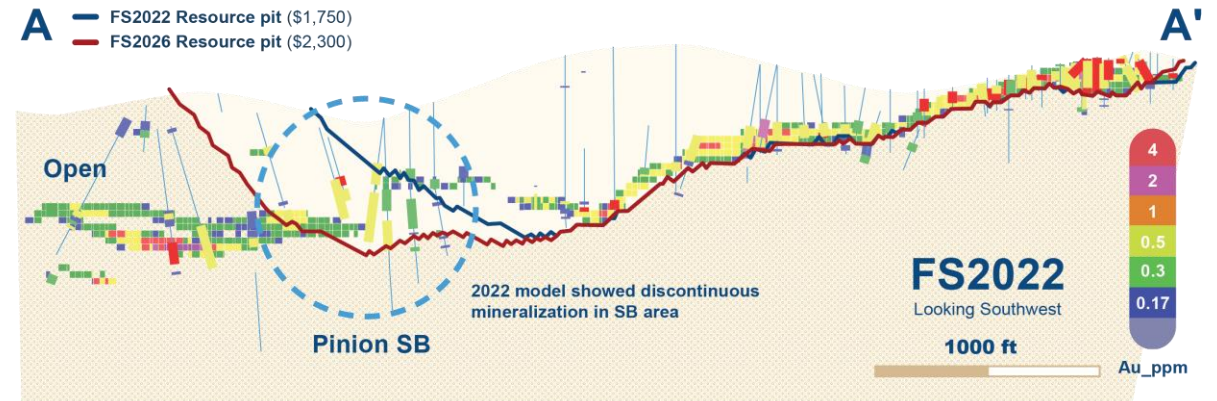 A
FS2022 Resource pit ($1,750)
FS2026 Resource pit ($2,300)
A'
Open
Pinion SB
2022 model showed discontinuous
mineralization in SB area
FS2022
Looking Southwest
1000 ft
4
2
1
0.5
0.3
0.17
Au_ppm